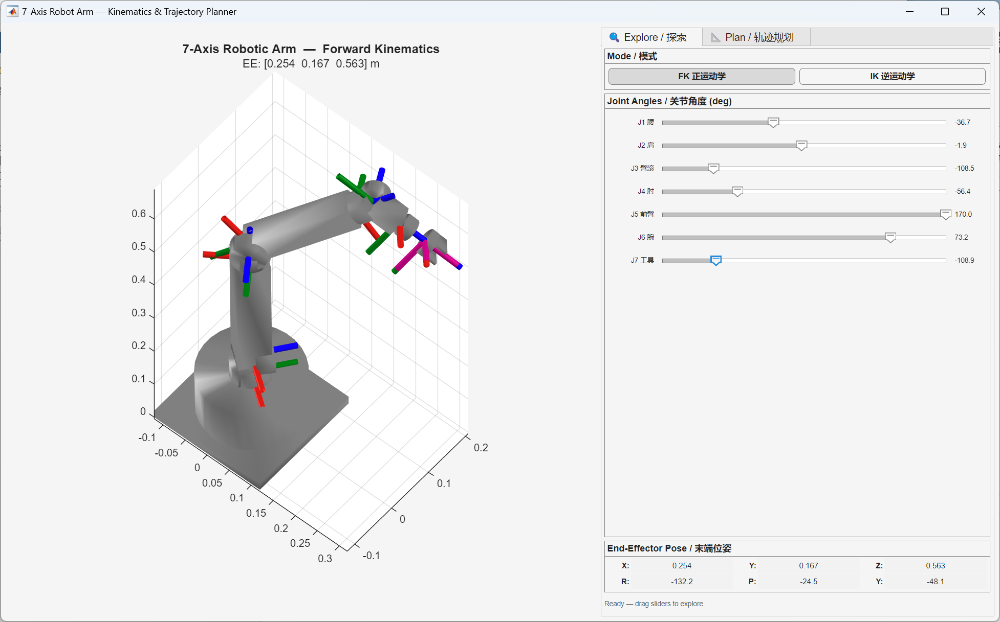 7-Axis Robot Arm — Kinematics & Trajectory Planner
7-Axis Robotic Arm — Forward Kinematics
EE: [0.254 0.167 0.563] m
0.6
0.5
0.4
0.3
0.2
0.1
0
-0.1
-0.05
0
0.05
0.1
0.15
0.2
0.25
0.3
-0.1
0
0.1
0.2
Explore / 探索
Plan / 轨迹规划
Mode / 模式
FK 正运动学
IK 逆运动学
Joint Angles / 关节角度 (deg)
J1 腰 -36.7
J2 肩 -1.9
J3 臂滚 -108.5
J4 肘 -56.4
J5 前臂 170.0
J6 腕 73.2
J7 工具 -108.9
End-Effector Pose / 末端位姿
X: 0.254 Y: 0.167 Z: 0.563
R: -132.2 P: -24.5 Y: -48.1
Ready — drag sliders to explore.